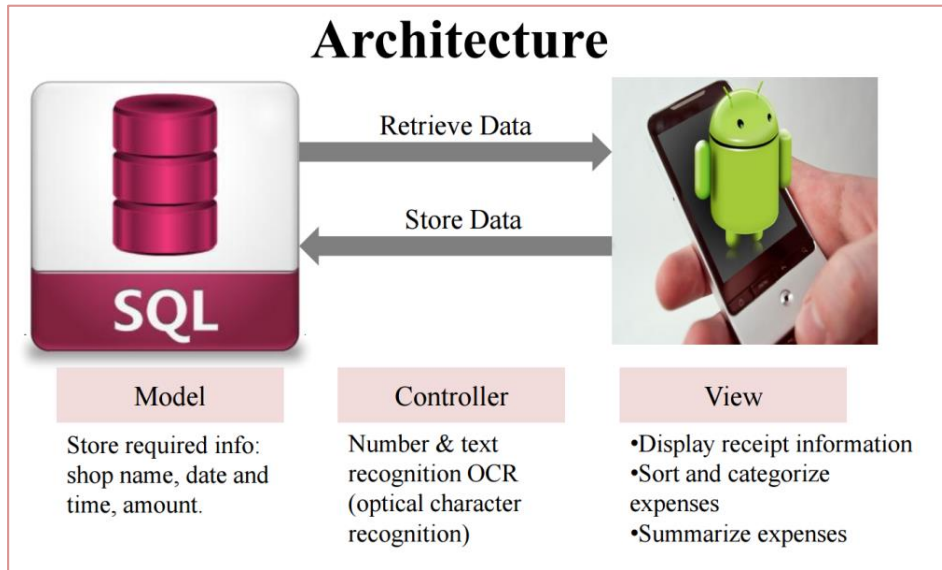 Architecture
Retrieve Data
Store Data
SQL
Model
Controller
View
Store required info:
shop name, date and
time, amount.
Number & text
recognition OCR
(optical character
recognition)
•Display receipt information
•Sort and categorize
expenses
•Summarize expenses